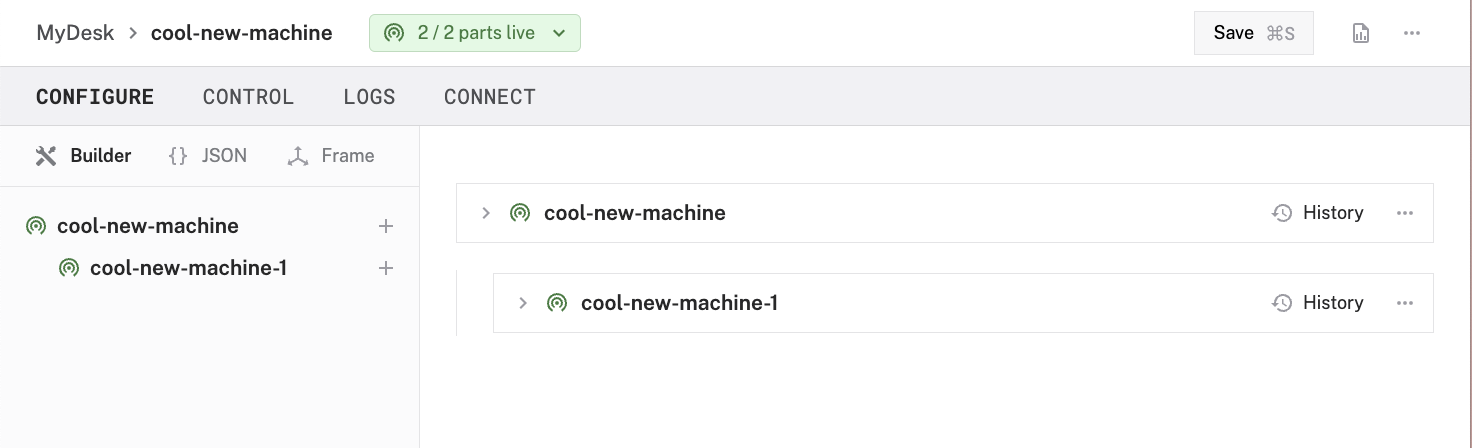 MyDesk > cool-new-machine 2 / 2 parts live Save ⌘S
CONFIGURE CONTROL LOGS CONNECT
Builder {} JSON Frame
cool-new-machine +
cool-new-machine-1 +
cool-new-machine History ...
cool-new-machine-1 History ...